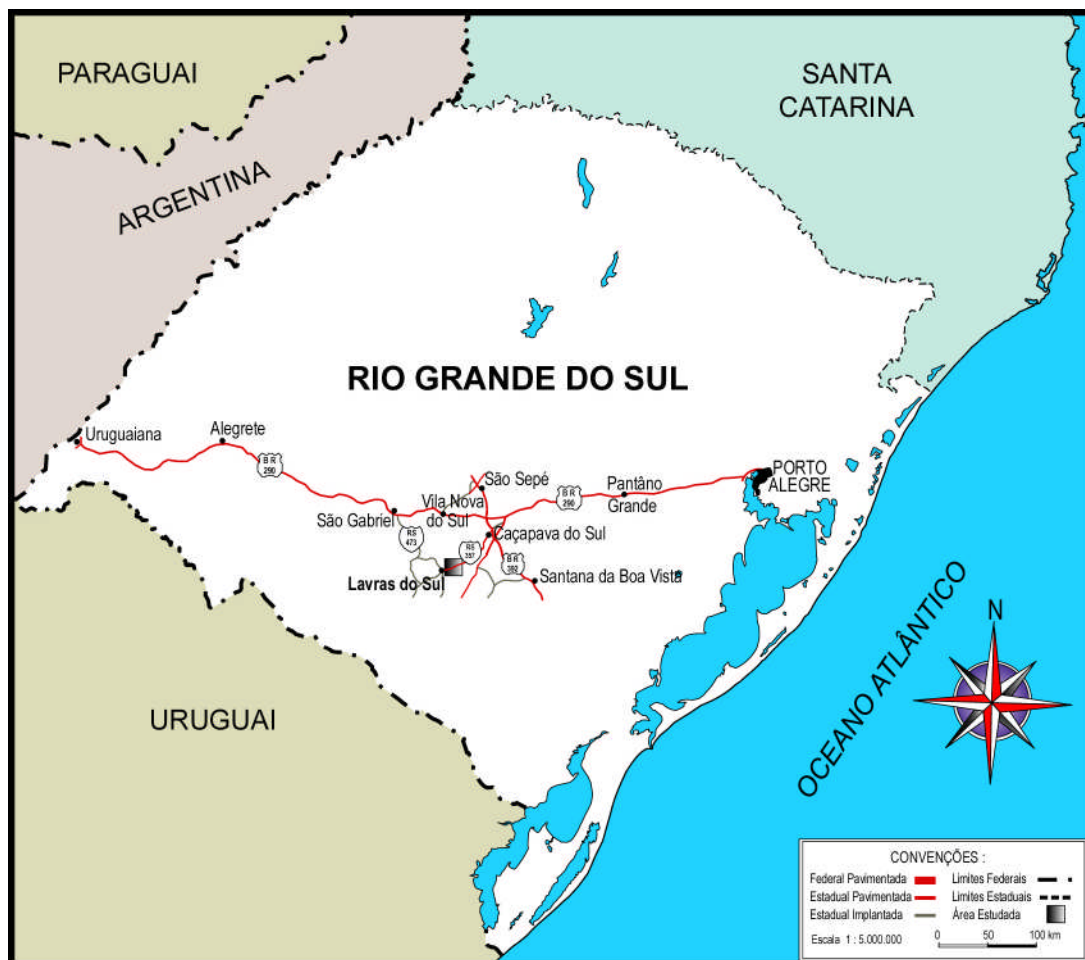 PARAGUAI
SANTA
CATARINA
ARGENTINA
RIO GRANDE DO SUL
Uruguaiana
Alegrete
BR
290
São Sepé
Pantâno
Grande
PORTO
ALEGRE
BR
290
Vila Nova
do Sul
São Gabriel
RS
473
Caçapava do Sul
RS
357
BR
392
Lavras do Sul
Santana da Boa Vista
OCEANO ATLÂNTICO
N
URUGUAI
CONVENÇÕES :
Federal Pavimentada
Limites Federais
Estadual Pavimentada
Limites Estaduais
Estadual Implantada
Área Estudada
Escala 1 : 5.000.000
0 50 100 km